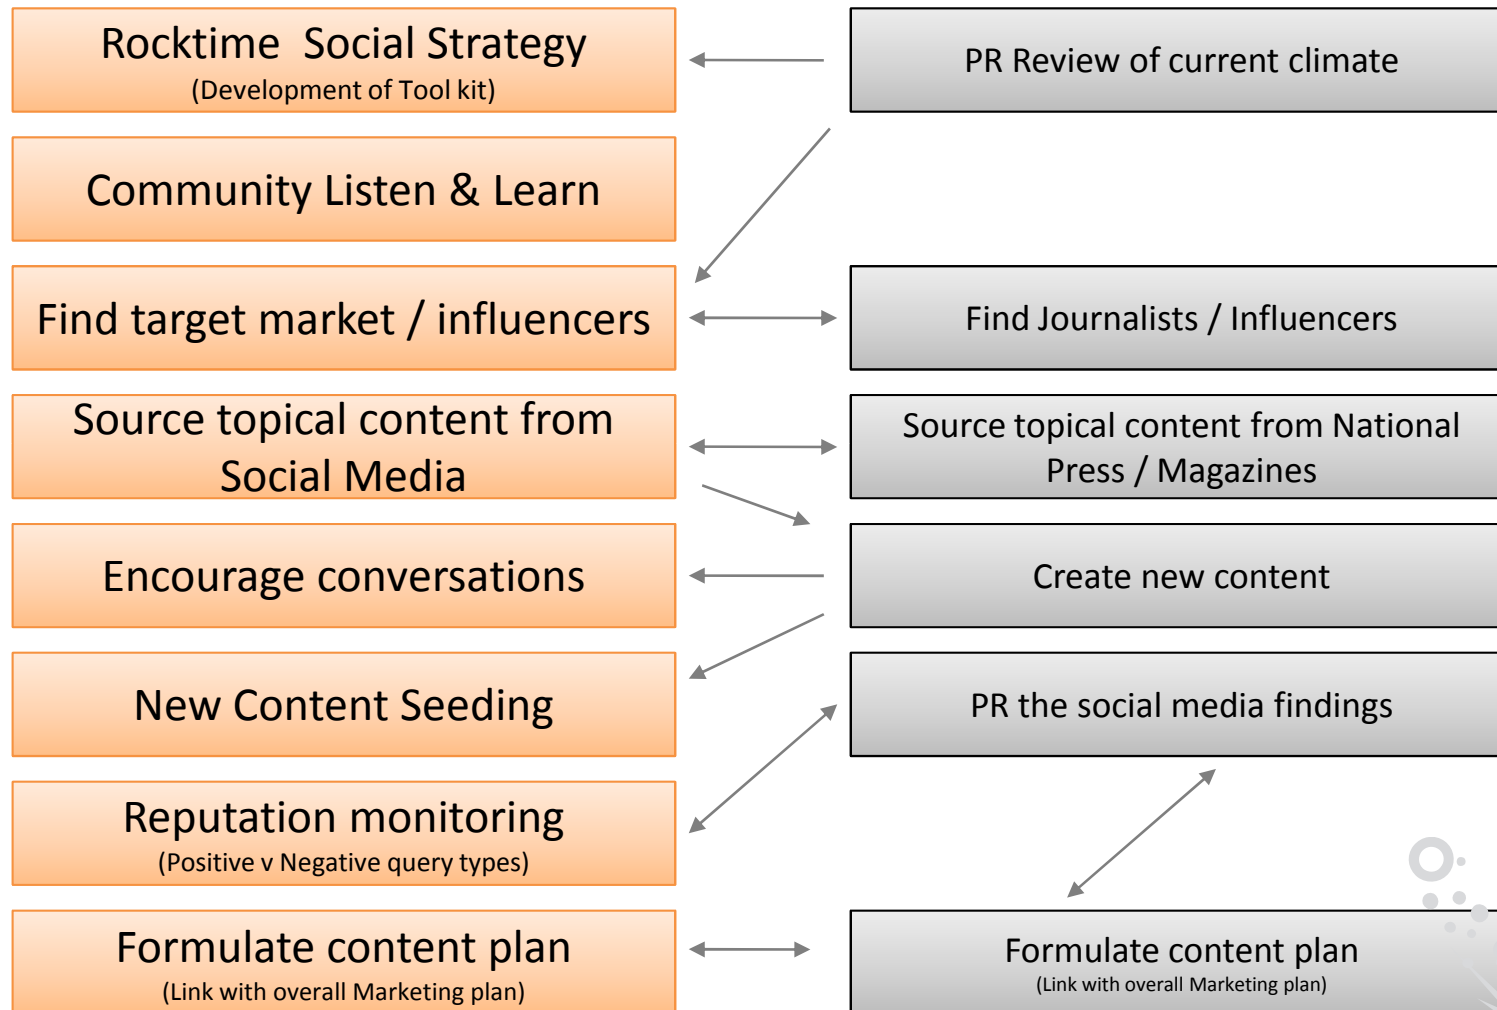 Rocktime  Social Strategy
(Development of Tool kit)
PR Review of current climate
Community Listen & Learn
Find target market / influencers
Find Journalists / Influencers
Source topical content from
Social Media
Source topical content from National
Press / Magazines
Encourage conversations
Create new content
New Content Seeding
PR the social media findings
Reputation monitoring
(Positive v Negative query types)
Formulate content plan
(Link with overall Marketing plan)
Formulate content plan
(Link with overall Marketing plan)